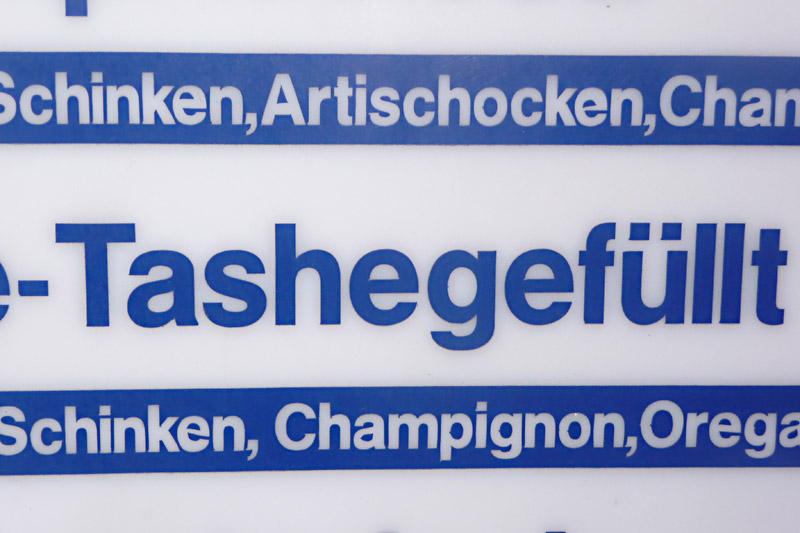 Schinken,Artischocken,Cham
e-Tashegefüllt
Schinken, Champignon,Orega